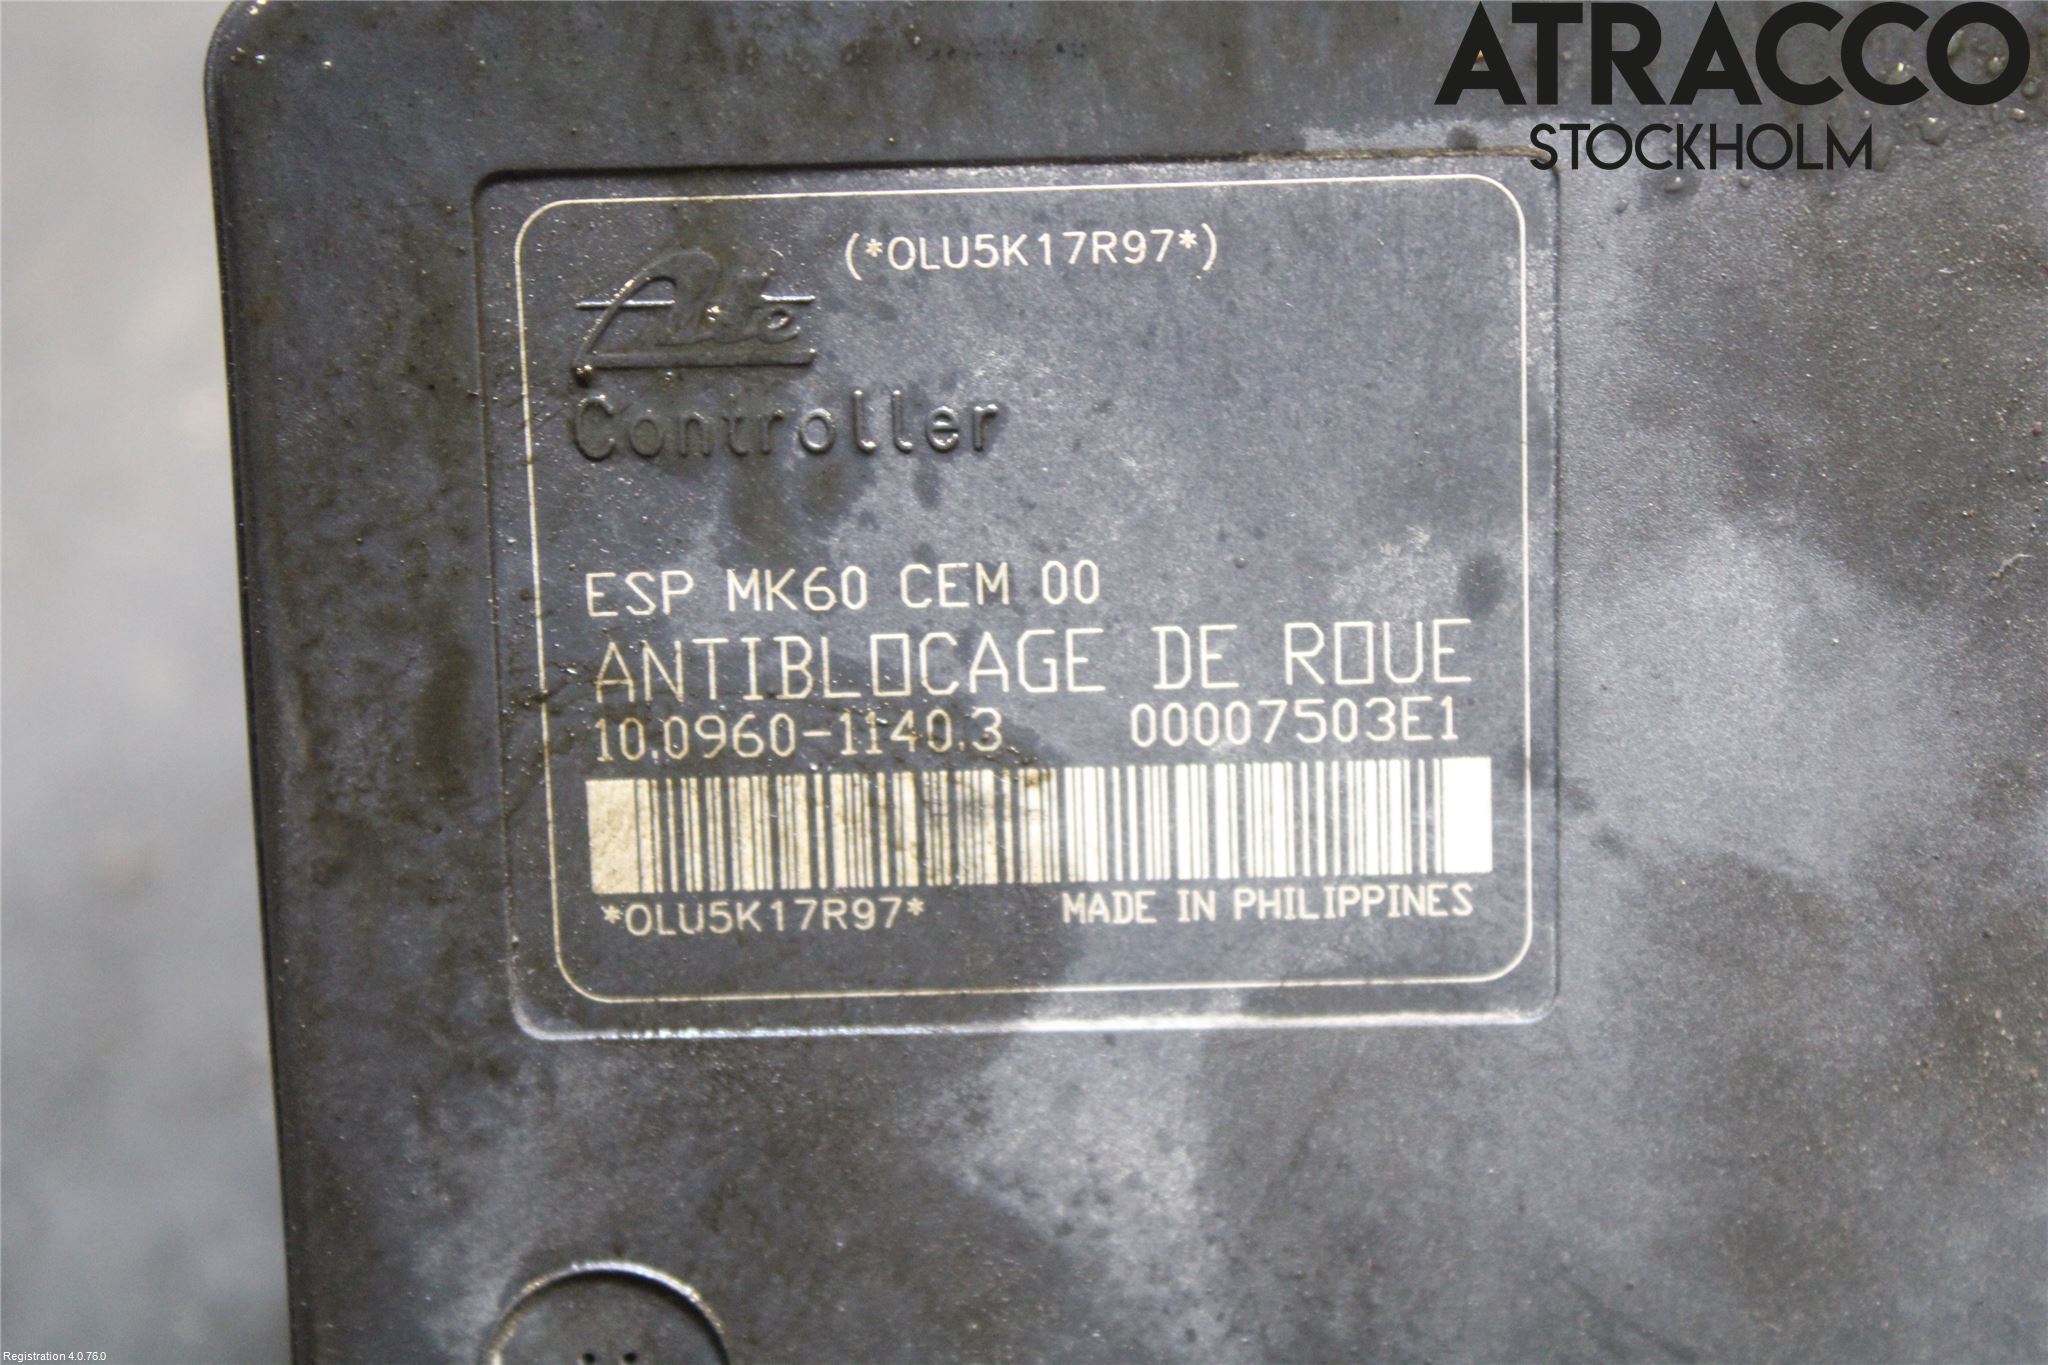 ATRACCO
STOCKHOLM
(*OLU5K17R97*)
Ate
Controller
ESP MK60 CEM 00
ANTIBLOCAGE DE ROUE
10.0960-1140.3 00007503E1
*OLU5K17R97* MADE IN PHILIPPINES
Registration 4.0.76.0